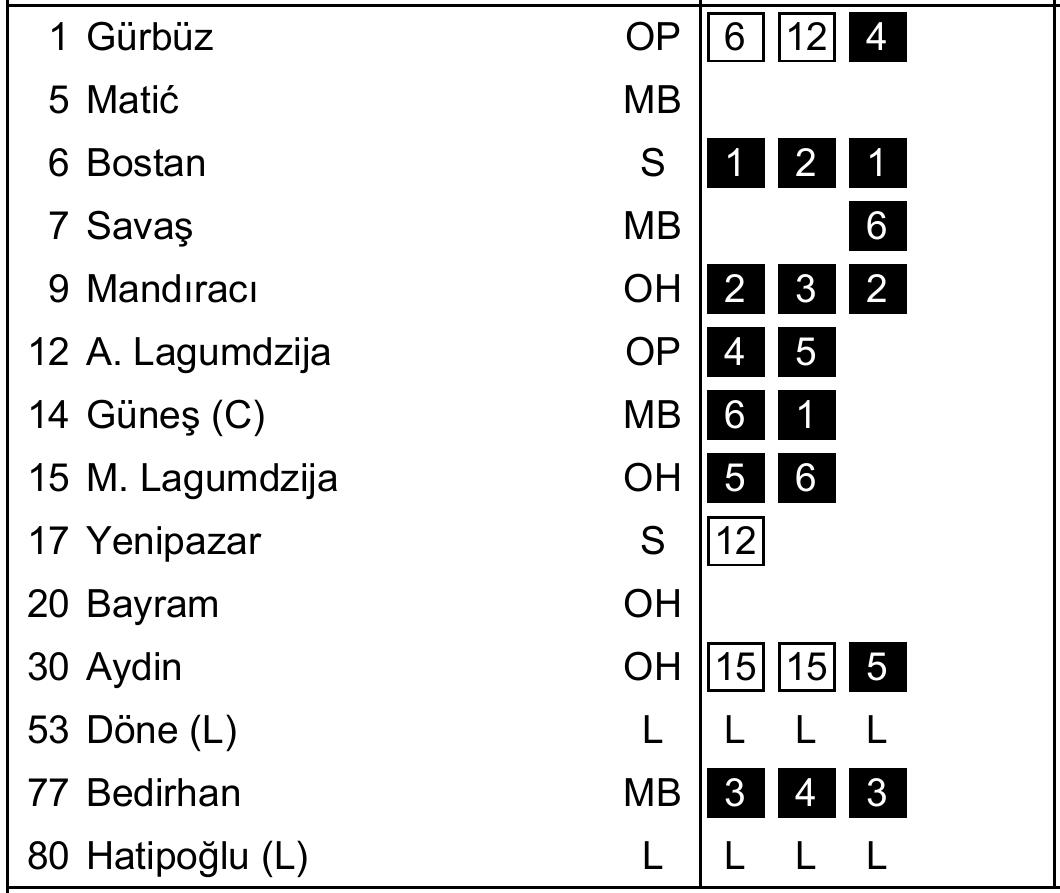 1 Gürbüz OP 6 12 4
5 Matić MB
6 Bostan S 1 2 1
7 Savaş MB 6
9 Mandıracı OH 2 3 2
12 A. Lagumdzija OP 4 5
14 Güneş (C) MB 6 1
15 M. Lagumdzija OH 5 6
17 Yenipazar S 12
20 Bayram OH
30 Aydin OH 15 15 5
53 Döne (L) L L L L
77 Bedirhan MB 3 4 3
80 Hatipoğlu (L) L L L L